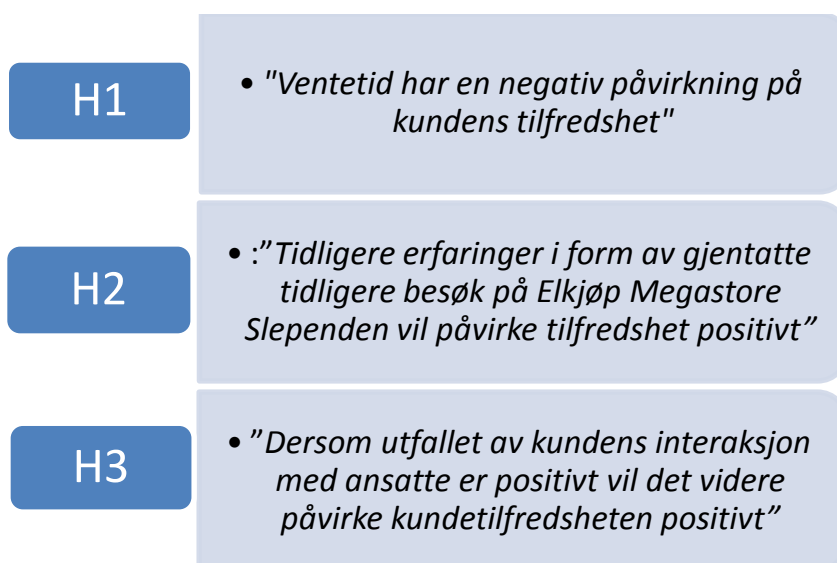 H1
• "Ventetid har en negativ påvirkning på
kundens tilfredshet"
H2
• :”Tidligere erfaringer i form av gjentatte
tidligere besøk på Elkjøp Megastore
Slependen vil påvirke tilfredshet positivt”
H3
• ”Dersom utfallet av kundens interaksjon
med ansatte er positivt vil det videre
påvirke kundetilfredsheten positivt”